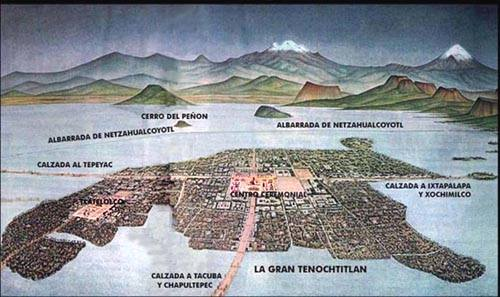 CERRO DEL PEÑON
ALBARRADA DE NETZAHUALCOYOTL
ALBARRADA DE NETZAHUALCOYOTL
CALZADA AL TEPEYAC
CALZADA A IXTAPALAPA
Y XOCHIMILCO
CENTRO CEREMONIAL
TLATELOLCO
CALZADA A TACUBA
Y CHAPULTEPEC
LA GRAN TENOCHTITLAN